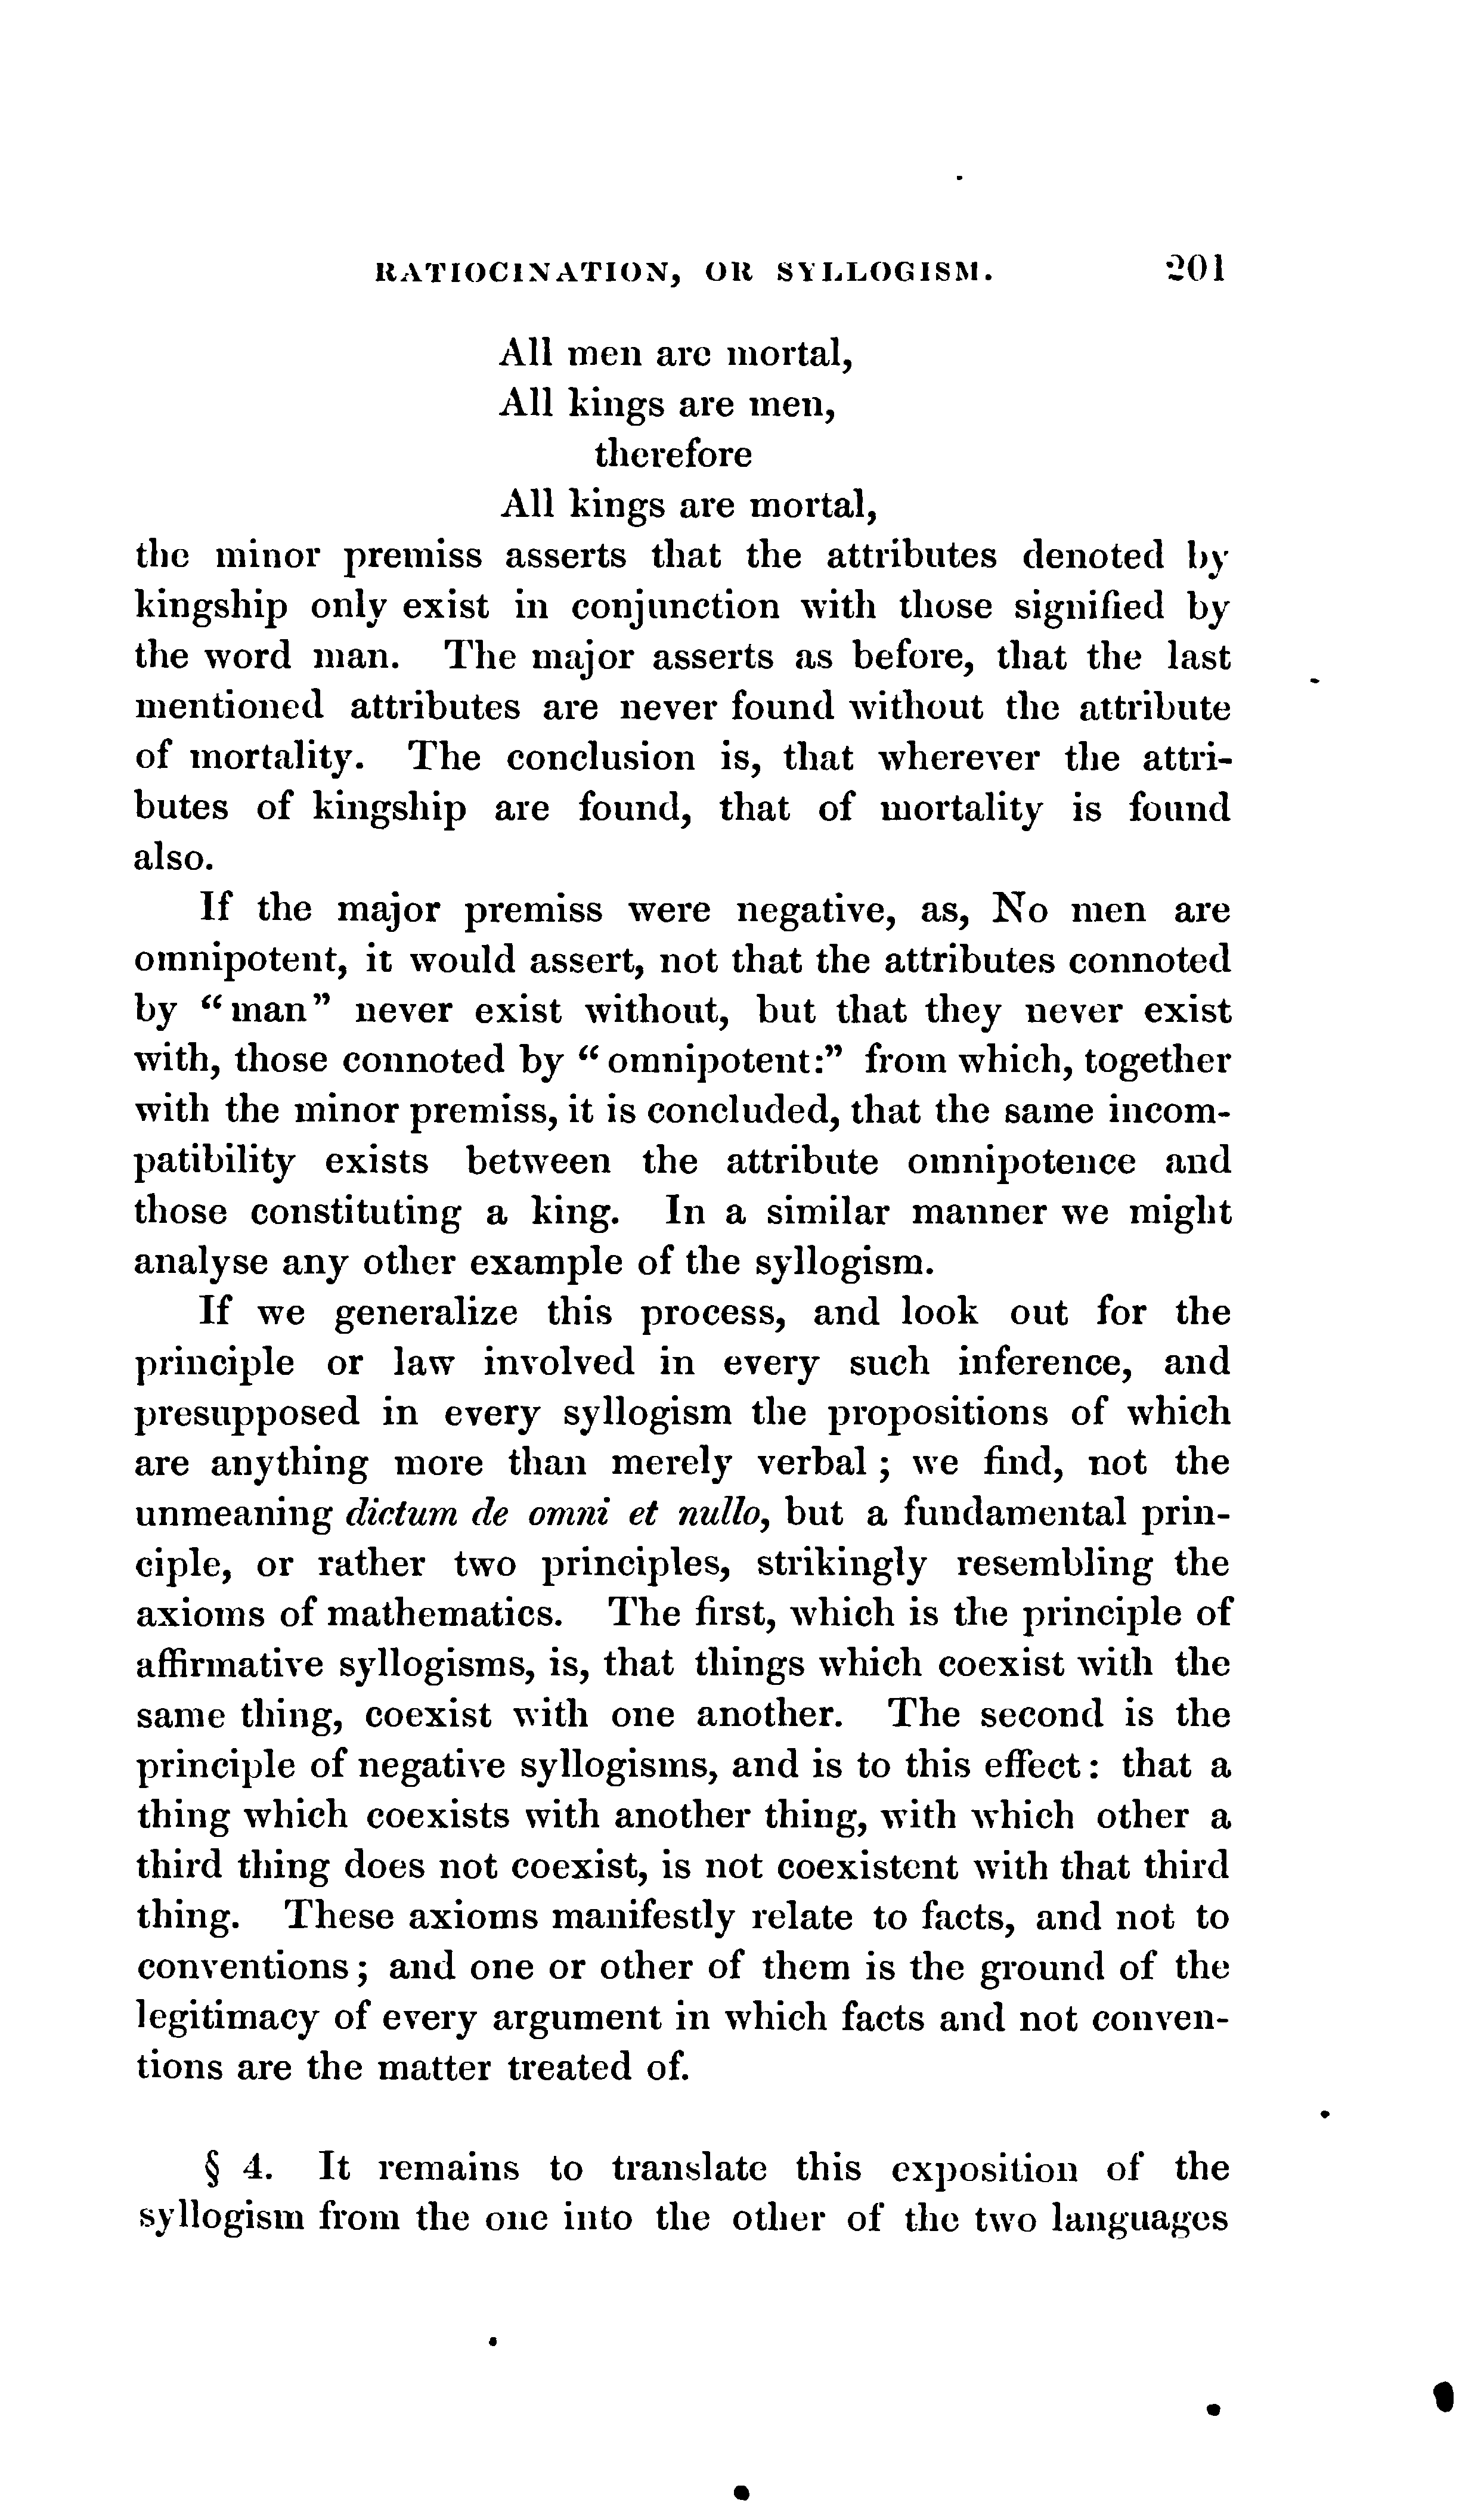 RATIOCINATION, OR SYLLOGISM. 201
All men are mortal,
All kings are men,
therefore
All kings are mortal,
the minor premiss asserts that the attributes denoted by
kingship only exist in conjunction with those signified by
the word man. The major asserts as before, that the last
mentioned attributes are never found without the attribute
of mortality. The conclusion is, that wherever the attri-
butes of kingship are found, that of mortality is found
also.
If the major premiss were negative, as, No men are
omnipotent, it would assert, not that the attributes connoted
by "man" never exist without, but that they never exist
with, those connoted by "omnipotent:" from which, together
with the minor premiss, it is concluded, that the same incom-
patibility exists between the attribute omnipotence and
those constituting a king. In a similar manner we might
analyse any other example of the syllogism.
If we generalize this process, and look out for the
principle or law involved in every such inference, and
presupposed in every syllogism the propositions of which
are anything more than merely verbal; we find, not the
unmeaning dictum de omni et nullo, but a fundamental prin-
ciple, or rather two principles, strikingly resembling the
axioms of mathematics. The first, which is the principle of
affirmative syllogisms, is, that things which coexist with the
same thing, coexist with one another. The second is the
principle of negative syllogisms, and is to this effect: that a
thing which coexists with another thing, with which other a
third thing does not coexist, is not coexistent with that third
thing. These axioms manifestly relate to facts, and not to
conventions; and one or other of them is the ground of the
legitimacy of every argument in which facts and not conven-
tions are the matter treated of.
§ 4. It remains to translate this exposition of the
syllogism from the one into the other of the two languages